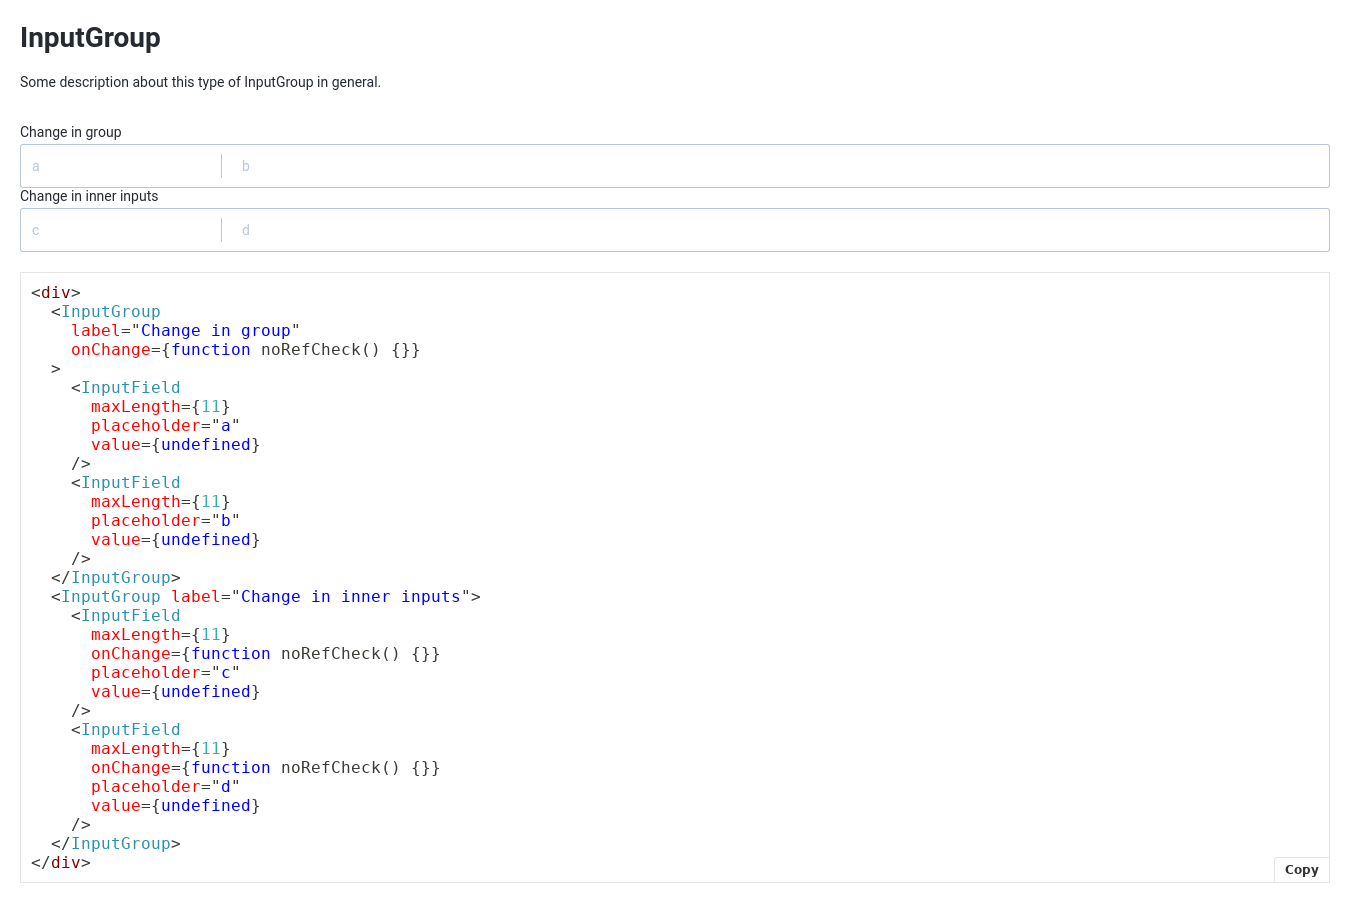 InputGroup
Some description about this type of InputGroup in general.
Change in group
a b
Change in inner inputs
c d
<div>
  <InputGroup
    label="Change in group"
    onChange={function noRefCheck() {}}
  >
    <InputField
      maxLength={11}
      placeholder="a"
      value={undefined}
    />
    <InputField
      maxLength={11}
      placeholder="b"
      value={undefined}
    />
  </InputGroup>
  <InputGroup label="Change in inner inputs">
    <InputField
      maxLength={11}
      onChange={function noRefCheck() {}}
      placeholder="c"
      value={undefined}
    />
    <InputField
      maxLength={11}
      onChange={function noRefCheck() {}}
      placeholder="d"
      value={undefined}
    />
  </InputGroup>
</div>
Copy